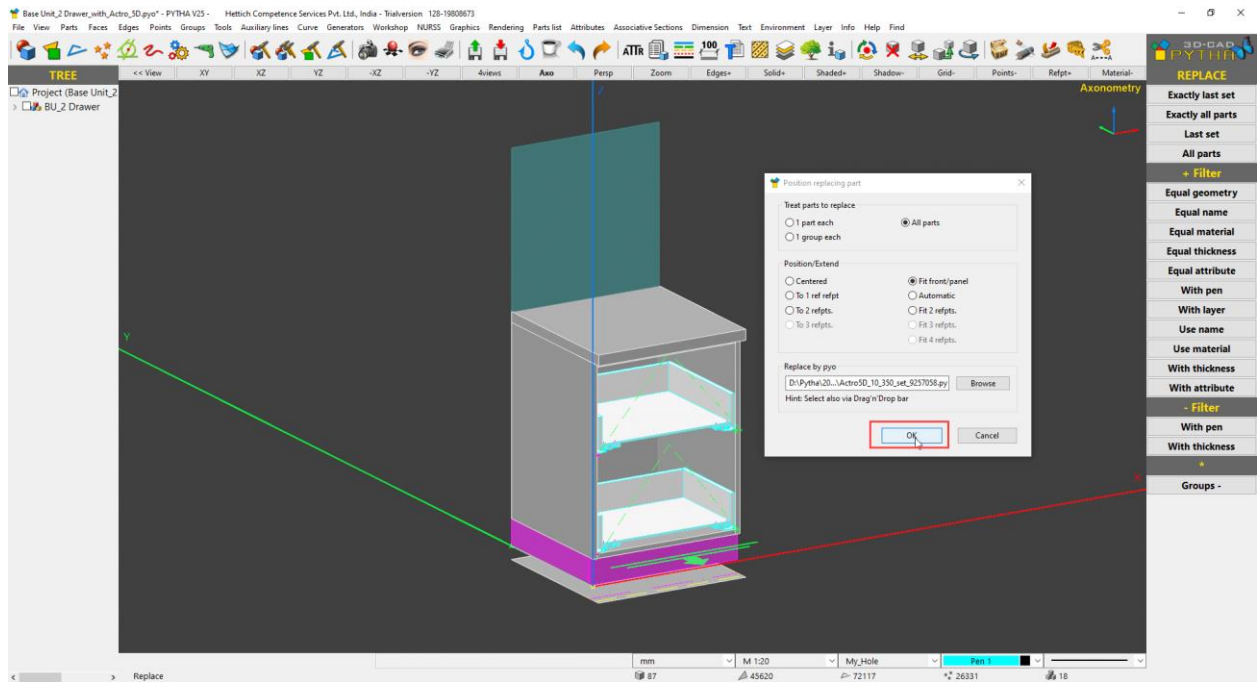 Base Unit_2 Drawer_with_Actro_5D.pyo* - PYTHA V25 - Hettich Competence Services Pvt. Ltd., India - Trialversion 128-19808673
File View Parts Faces Edges Points Groups Tools Auxiliary lines Curve Generators Workshop NURSS Graphics Rendering Parts list Attributes Associative Sections Dimension Text Environment Layer Info Help Find
ATTR 100 3D-CAD
PYTHA
TREE << View XY XZ YZ -XZ -YZ 4views Axo Persp Zoom Edges+ Solid+ Shaded+ Shadow- Grid- Points- Refpt+ Material- REPLACE
Project (Base Unit_2
BU_2 Drawer
Axonometry
Z
Y
X
Position replacing part
Treat parts to replace
1 part each All parts
1 group each
Position/Extend
Centered Fit front/panel
To 1 ref refpt Automatic
To 2 refpts. Fit 2 refpts.
To 3 refpts. Fit 3 refpts.
Fit 4 refpts.
Replace by pyo
D:\Pytha\20...\Actro5D_10_350_set_9257058.py Browse
Hint: Select also via Drag'n'Drop bar
OK Cancel
Exactly last set
Exactly all parts
Last set
All parts
+ Filter
Equal geometry
Equal name
Equal material
Equal thickness
Equal attribute
With pen
With layer
Use name
Use material
With thickness
With attribute
- Filter
With pen
With thickness
*
Groups -
mm M 1:20 My_Hole Pen 1
Replace 87 45620 72117 26331 18